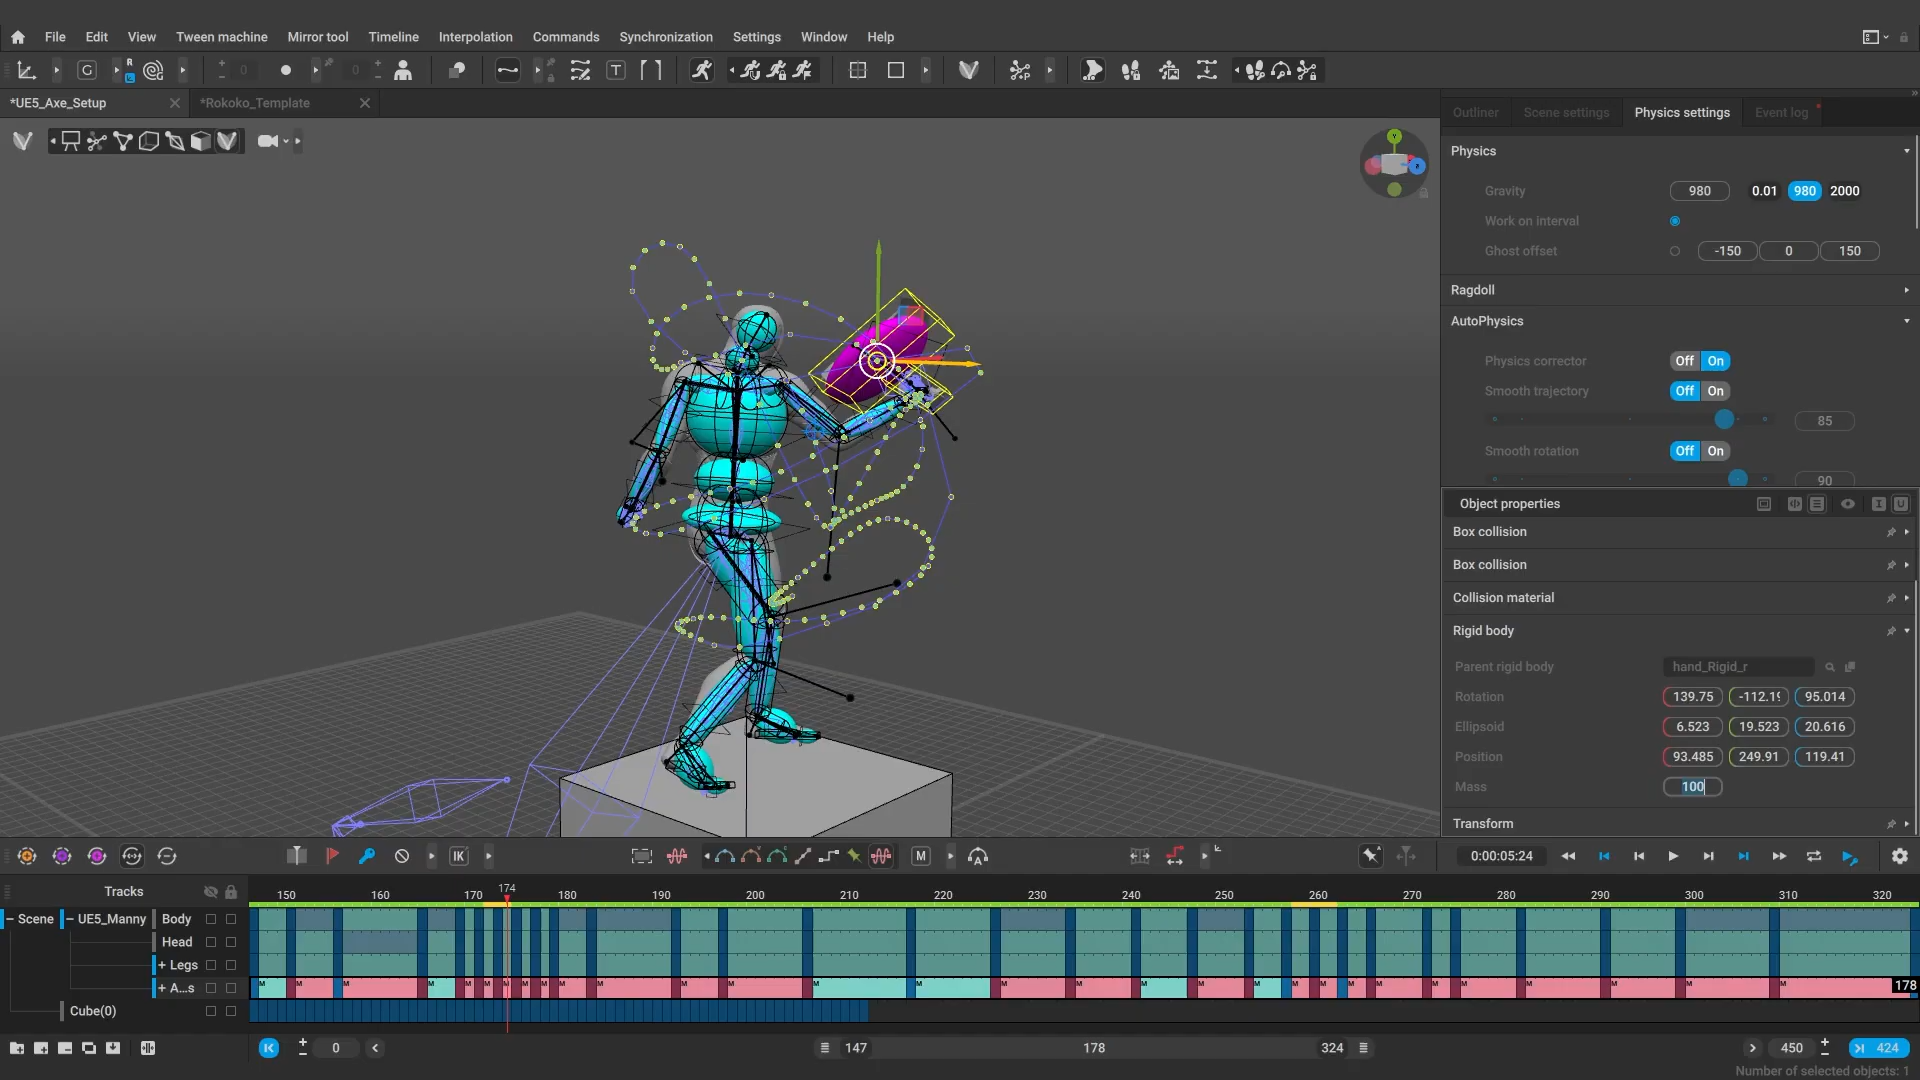 File Edit View Tween machine Mirror tool Timeline Interpolation Commands Synchronization Settings Window Help
G R L 0 0 T
*UE5_Axe_Setup *Rokoko_Template
Outliner Scene settings Physics settings Event log
Physics
Gravity 980 0.01 980 2000
Work on interval
Ghost offset -150 0 150
Ragdoll
AutoPhysics
Physics corrector Off On
Smooth trajectory Off On
85
Smooth rotation Off On
90
Object properties
Box collision
Box collision
Collision material
Rigid body
Parent rigid body hand_Rigid_r
Rotation 139.75 -112.19 95.014
Ellipsoid 6.523 19.523 20.616
Position 93.485 249.91 119.41
Mass 100
Transform
IK M A 0:00:05:24
Tracks 150 160 170 174 180 190 200 210 220 230 240 250 260 270 280 290 300 310 320
Scene UE5_Manny Body
Head
+ Legs
+ A...s
178
Cube(0)
0 147 178 324 450 424
Number of selected objects: 1